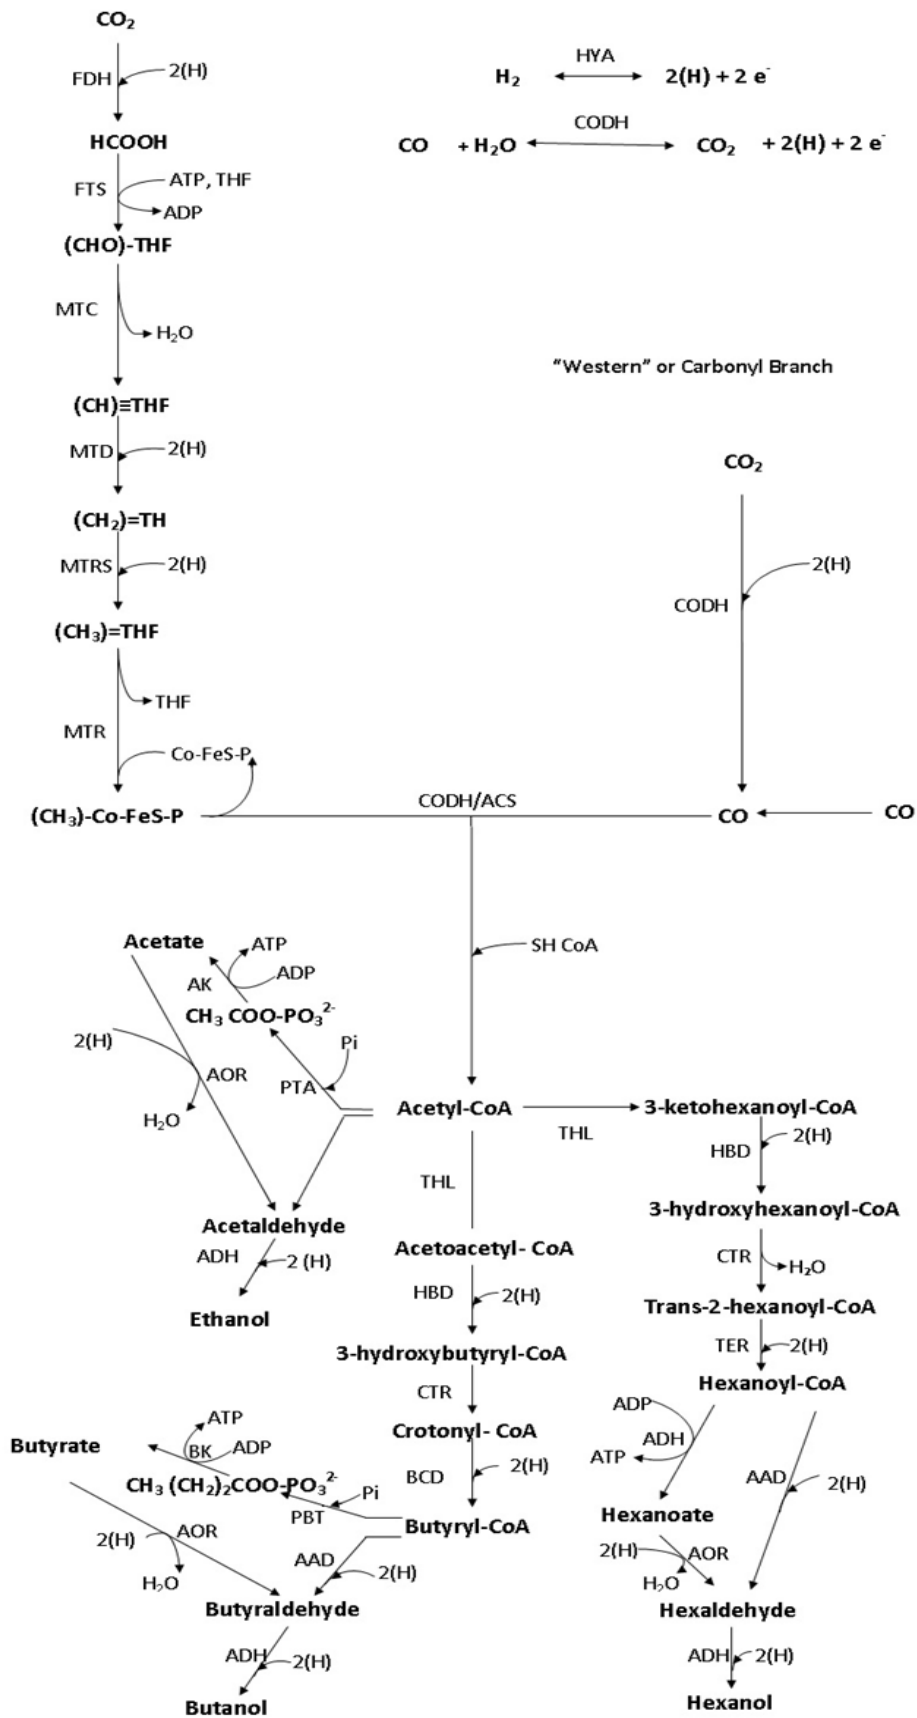 CO₂
FDH
2(H)
HCOOH
FTS
ATP, THF
ADP
(CHO)-THF
MTC
H₂O
(CH)≡THF
MTD
2(H)
(CH₂)=TH
MTRS
2(H)
(CH₃)=THF
THF
MTR
Co-FeS-P
(CH₃)-Co-FeS-P
HYA
H₂ 2(H) + 2 e⁻
CODH
CO + H₂O CO₂ + 2(H) + 2 e⁻
“Western” or Carbonyl Branch
CO₂
2(H)
CODH
CODH/ACS
CO
CO
SH CoA
Acetate
ATP
ADP
AK
CH₃ COO-PO₃²⁻
2(H)
AOR
H₂O
Pi
PTA
Acetyl-CoA
THL
3-ketohexanoyl-CoA
HBD
2(H)
3-hydroxyhexanoyl-CoA
CTR
H₂O
Trans-2-hexanoyl-CoA
TER
2(H)
Hexanoyl-CoA
ADP
ADH
ATP
AAD
2(H)
Hexanoate
2(H)
AOR
H₂O
Hexaldehyde
ADH
2(H)
Hexanol
Acetaldehyde
ADH
2 (H)
Ethanol
THL
Acetoacetyl- CoA
HBD
2(H)
3-hydroxybutyryl-CoA
CTR
Crotonyl- CoA
BCD
2(H)
Butyryl-CoA
Butyrate
ATP
BK
ADP
CH₃ (CH₂)₂COO-PO₃²⁻
Pi
PBT
2(H)
AOR
H₂O
AAD
2(H)
Butyraldehyde
ADH
2(H)
Butanol